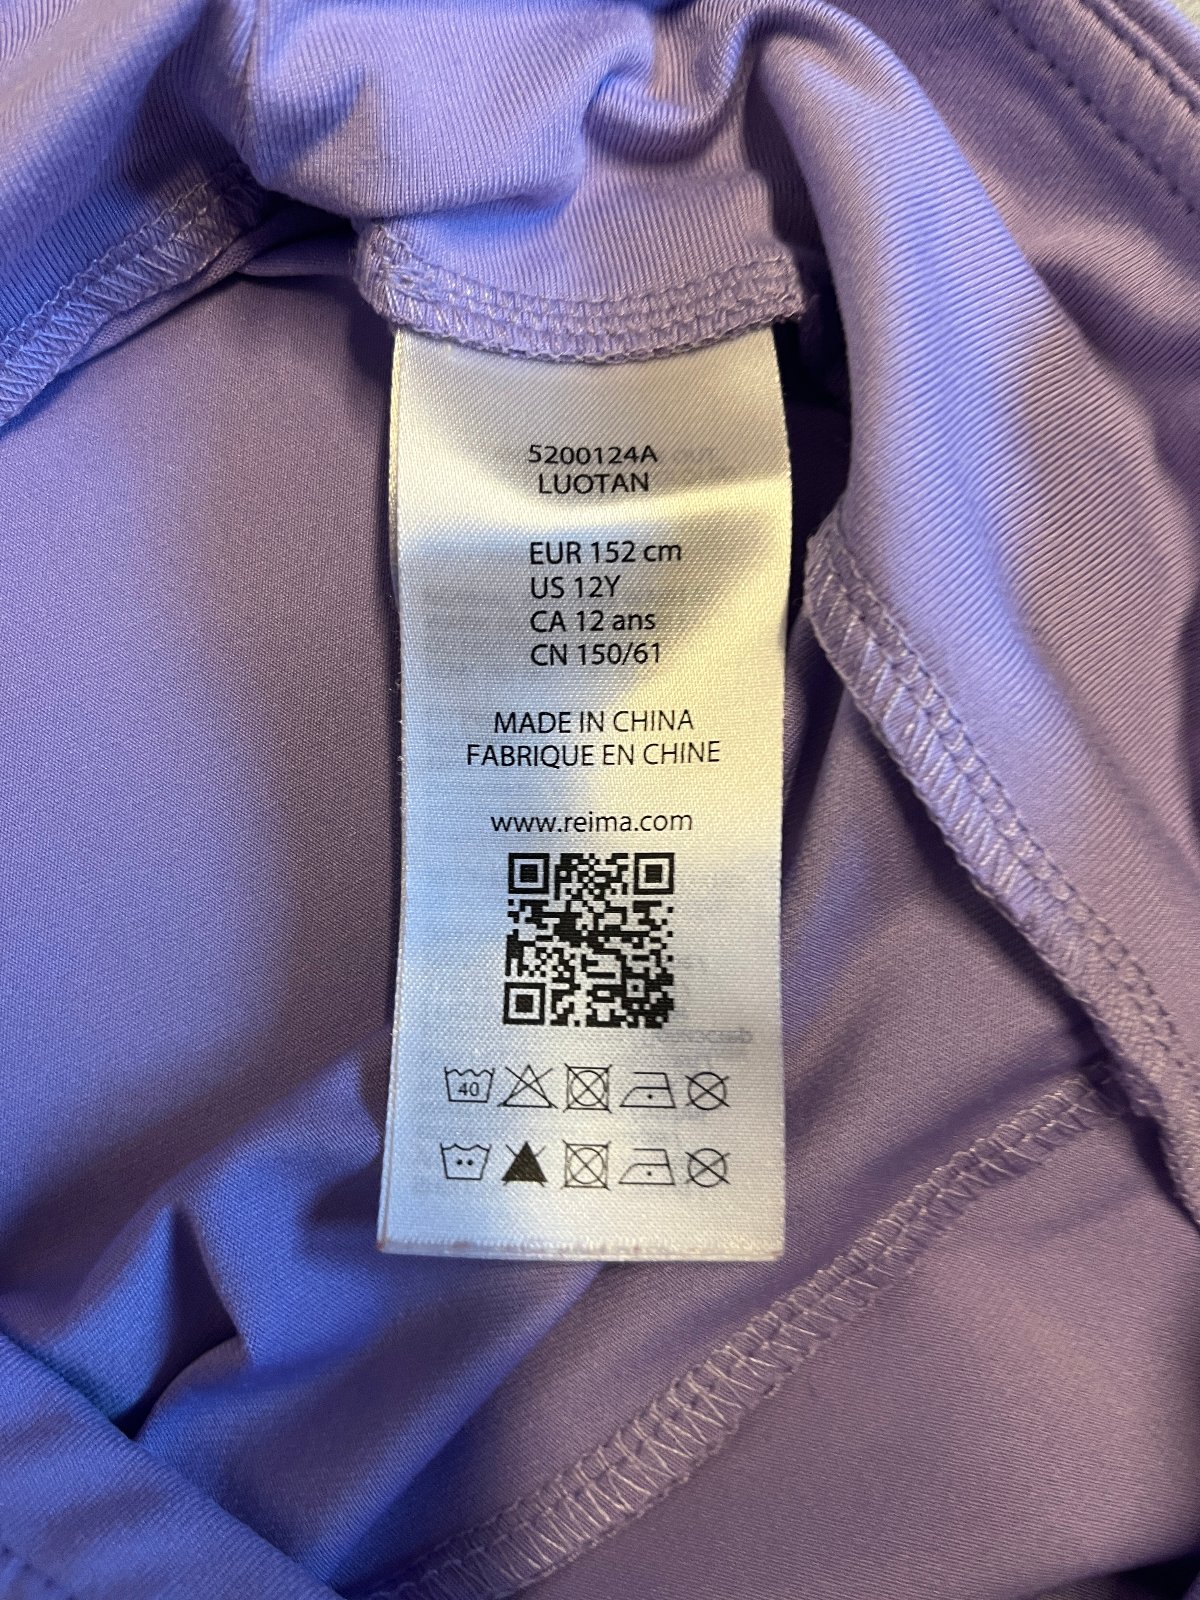 5200124A
LUOTAN
EUR 152 cm
US 12Y
CA 12 ans
CN 150/61
MADE IN CHINA
FABRIQUE EN CHINE
www.reima.com
40